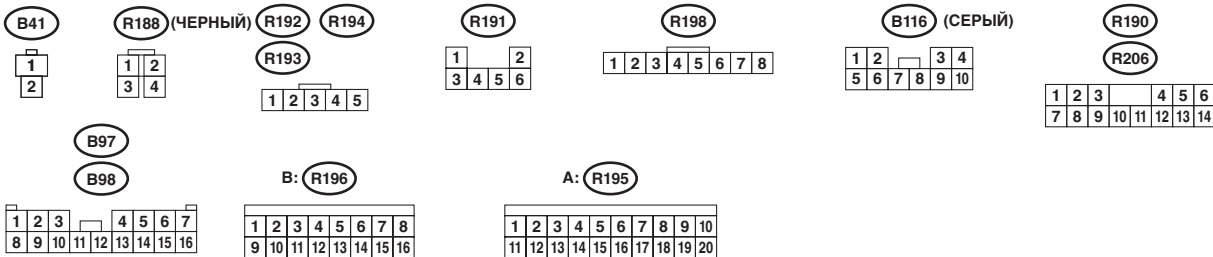 B41 R188 (ЧЕРНЫЙ) R192 R194 R191 R198 B116 (СЕРЫЙ) R190
R193 R206
1 1 2 1 2 1 2 3 4 5 6 7 8 1 2 3 4
2 3 4 3 4 5 6 5 6 7 8 9 10
1 2 3 4 5 1 2 3 4 5 6
7 8 9 10 11 12 13 14
B97
B98 B: R196 A: R195
1 2 3 4 5 6 7 1 2 3 4 5 6 7 8 1 2 3 4 5 6 7 8 9 10
8 9 10 11 12 13 14 15 16 9 10 11 12 13 14 15 16 11 12 13 14 15 16 17 18 19 20